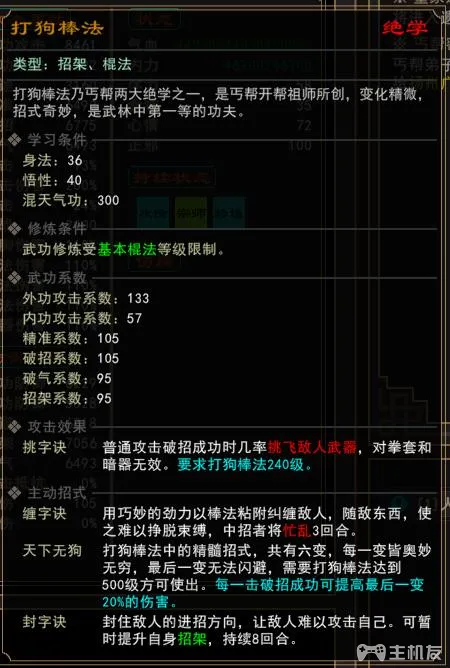 打狗棒法 绝学
类型：招架、棍法
打狗棒法乃丐帮两大绝学之一，是丐帮开帮祖师所创，变化精微，
招式奇妙，是武林中第一等的功夫。
学习条件
身法：36
悟性：40
混天气功：300
修炼条件
武功修炼受基本棍法等级限制。
武功系数
外功攻击系数：133
内功攻击系数：57
精准系数：105
破招系数：105
破气系数：95
招架系数：95
攻击效果
挑字诀 普通攻击破招成功时几率挑飞敌人武器，对拳套和
暗器无效。要求打狗棒法240级。
主动招式
缠字诀 用巧妙的劲力以棒法粘附纠缠敌人，随敌东西，使
之难以挣脱束缚，中招者将忙乱3回合。
天下无狗 打狗棒法中的精髓招式，共有六变，每一变皆奥妙
无穷，最后一变无法闪避，需要打狗棒法达到
500级方可使出。每一击破招成功可提高最后一变
20%的伤害。
封字诀 封住敌人的进招方向，让敌人难以攻击自己。可暂
时提升自身招架，持续8回合。
主机友